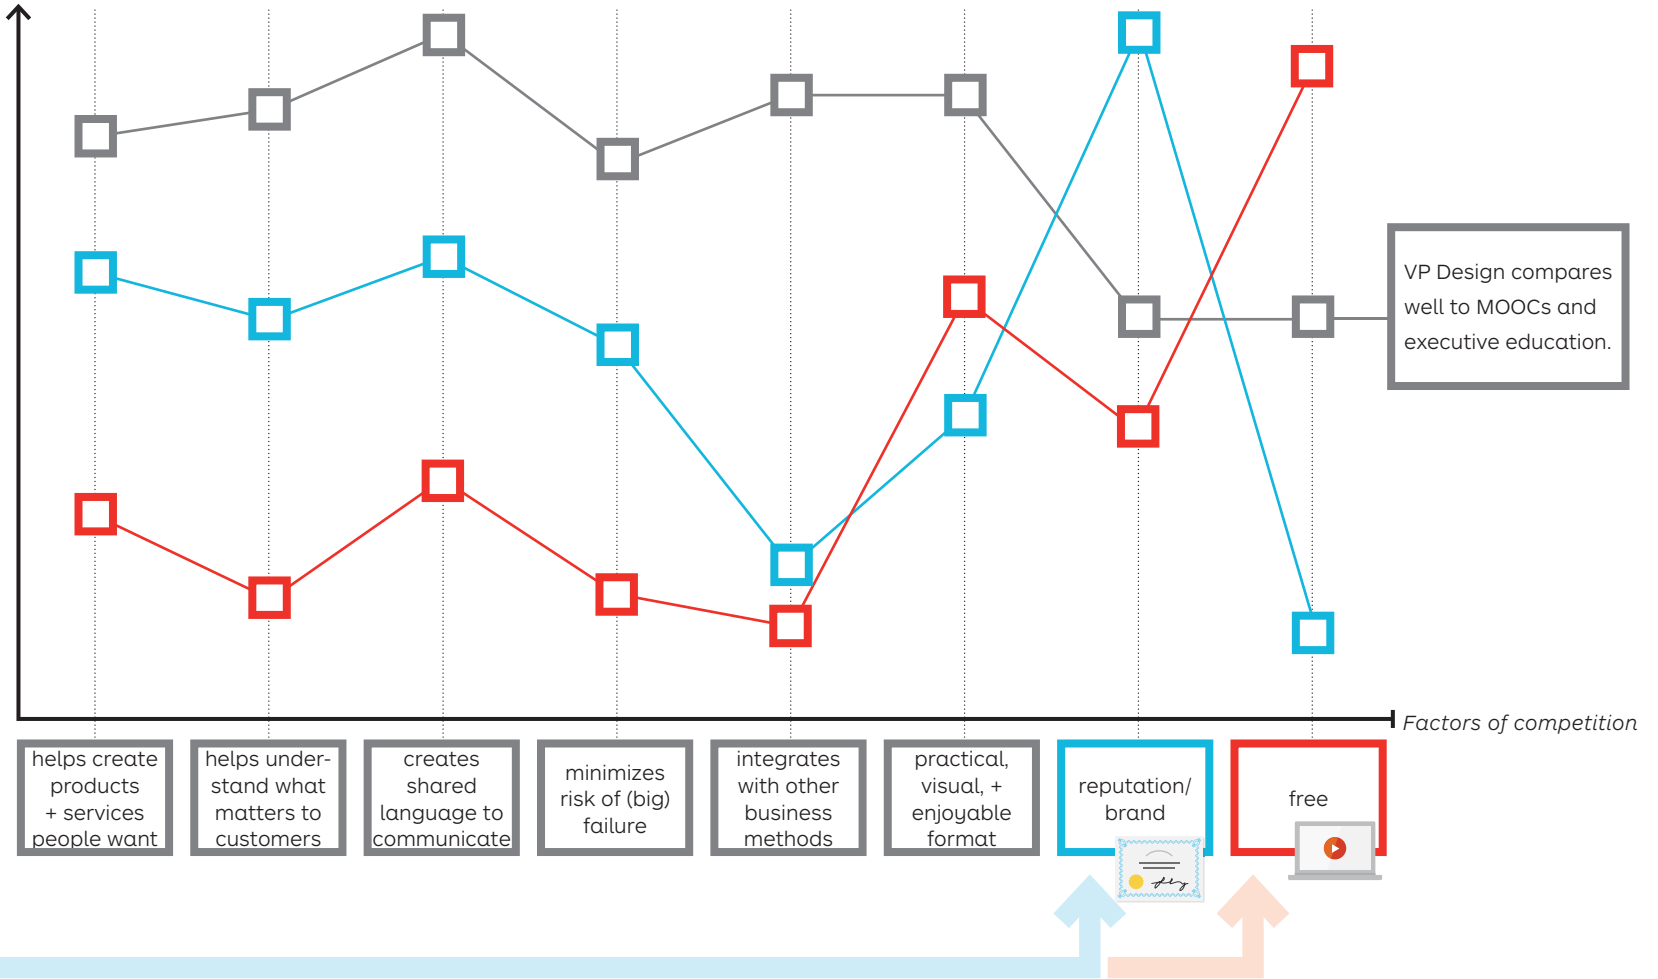 VP Design compares
well to MOOCs and
executive education.
Factors of competition
helps create
products
+ services
people want
helps under-
stand what
matters to
customers
creates
shared
language to
communicate
minimizes
risk of (big)
failure
integrates
with other
business
methods
practical,
visual, +
enjoyable
format
reputation/
brand
free